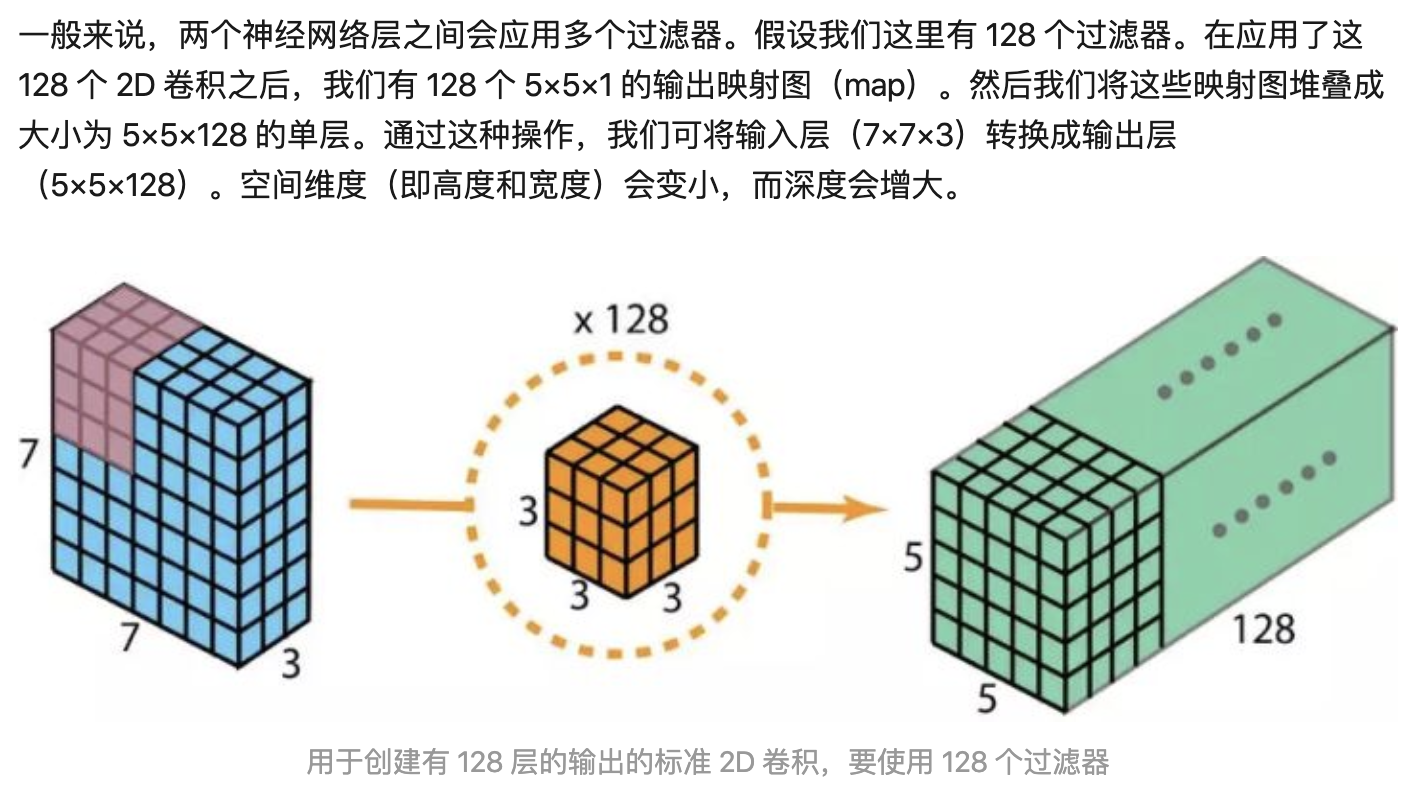 一般来说，两个神经网络层之间会应用多个过滤器。假设我们这里有 128 个过滤器。在应用了这
128 个 2D 卷积之后，我们有 128 个 5×5×1 的输出映射图（map）。然后我们将这些映射图堆叠成
大小为 5×5×128 的单层。通过这种操作，我们可将输入层（7×7×3）转换成输出层
（5×5×128）。空间维度（即高度和宽度）会变小，而深度会增大。
x 128
7
7
3
3
3
3
5
5
128
用于创建有 128 层的输出的标准 2D 卷积，要使用 128 个过滤器